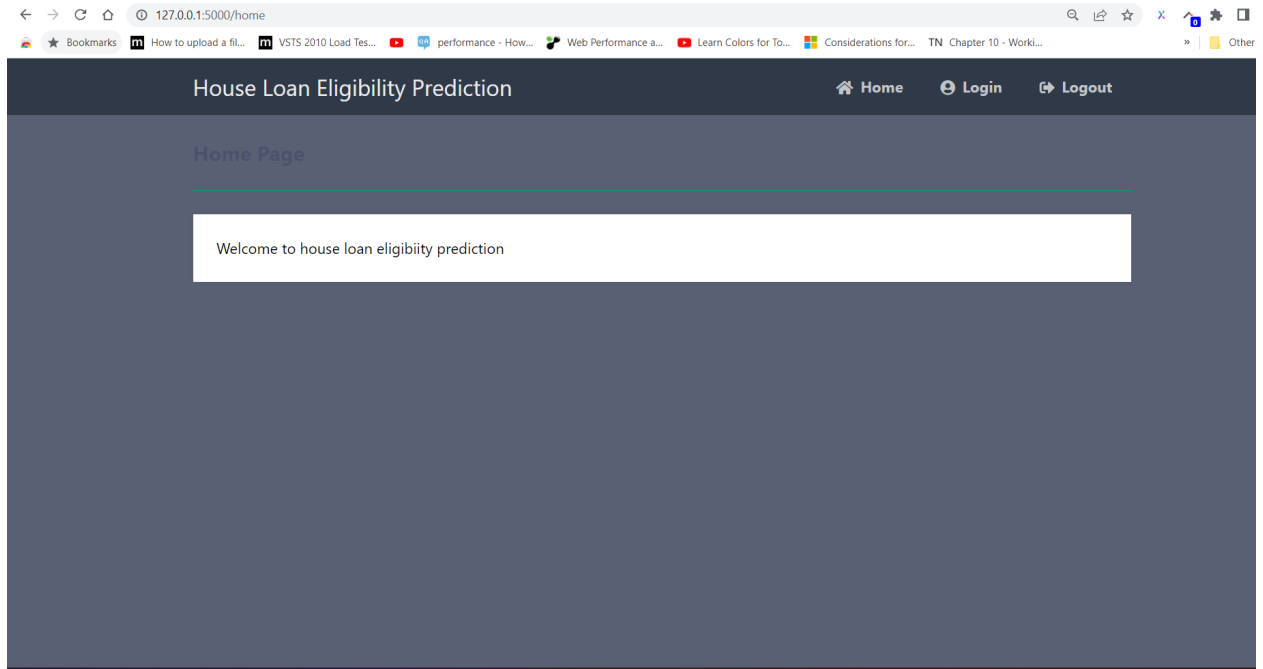 127.0.0.1:5000/home
Bookmarks m How to upload a fil... m VSTS 2010 Load Tes... QA performance - How... Web Performance a... Learn Colors for To... Considerations for... TN Chapter 10 - Worki... » Other
X 0
House Loan Eligibility Prediction Home Login Logout
Home Page
Welcome to house loan eligibiity prediction